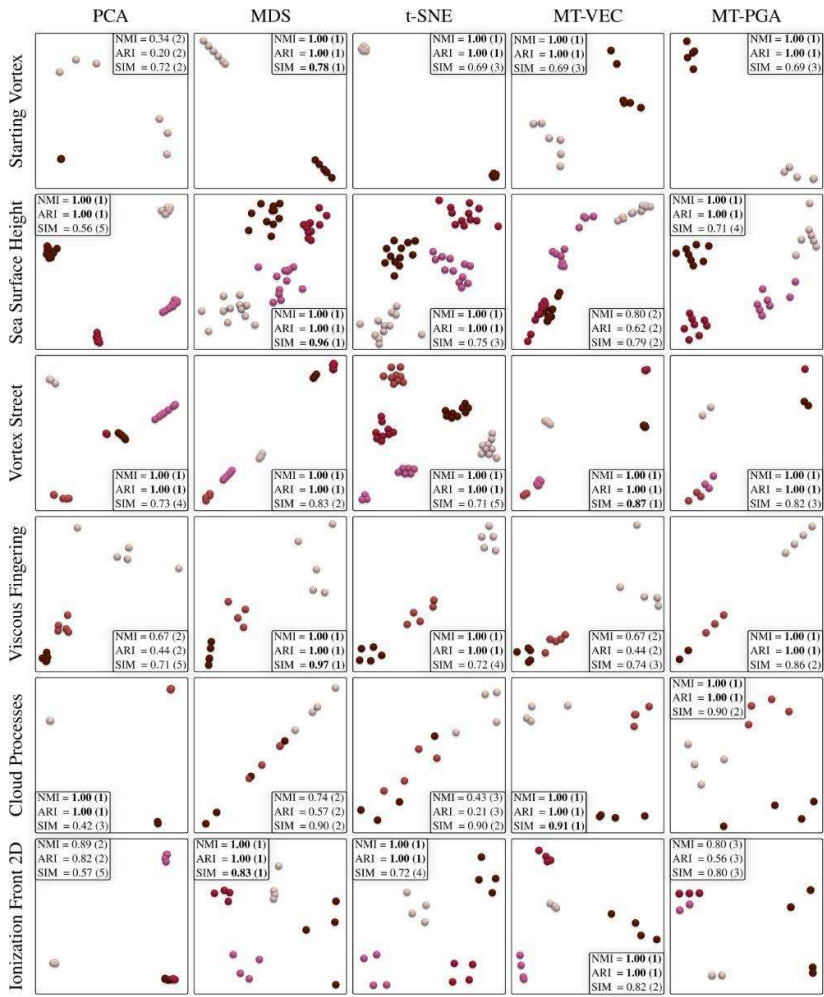 PCA MDS t-SNE MT-VEC MT-PGA
Starting Vortex
NMI = 0.34 (2)
ARI = 0.20 (2)
SIM = 0.72 (2)
NMI = 1.00 (1)
ARI = 1.00 (1)
SIM = 0.78 (1)
NMI = 1.00 (1)
ARI = 1.00 (1)
SIM = 0.69 (3)
NMI = 1.00 (1)
ARI = 1.00 (1)
SIM = 0.69 (3)
NMI = 1.00 (1)
ARI = 1.00 (1)
SIM = 0.69 (3)
Sea Surface Height
NMI = 1.00 (1)
ARI = 1.00 (1)
SIM = 0.56 (5)
NMI = 1.00 (1)
ARI = 1.00 (1)
SIM = 0.96 (1)
NMI = 1.00 (1)
ARI = 1.00 (1)
SIM = 0.75 (3)
NMI = 0.80 (2)
ARI = 0.62 (2)
SIM = 0.79 (2)
NMI = 1.00 (1)
ARI = 1.00 (1)
SIM = 0.71 (4)
Vortex Street
NMI = 1.00 (1)
ARI = 1.00 (1)
SIM = 0.73 (4)
NMI = 1.00 (1)
ARI = 1.00 (1)
SIM = 0.83 (2)
NMI = 1.00 (1)
ARI = 1.00 (1)
SIM = 0.71 (5)
NMI = 1.00 (1)
ARI = 1.00 (1)
SIM = 0.87 (1)
NMI = 1.00 (1)
ARI = 1.00 (1)
SIM = 0.82 (3)
Viscous Fingering
NMI = 0.67 (2)
ARI = 0.44 (2)
SIM = 0.71 (5)
NMI = 1.00 (1)
ARI = 1.00 (1)
SIM = 0.97 (1)
NMI = 1.00 (1)
ARI = 1.00 (1)
SIM = 0.72 (4)
NMI = 0.67 (2)
ARI = 0.44 (2)
SIM = 0.74 (3)
NMI = 1.00 (1)
ARI = 1.00 (1)
SIM = 0.86 (2)
Cloud Processes
NMI = 1.00 (1)
ARI = 1.00 (1)
SIM = 0.42 (3)
NMI = 0.74 (2)
ARI = 0.57 (2)
SIM = 0.90 (2)
NMI = 0.43 (3)
ARI = 0.21 (3)
SIM = 0.90 (2)
NMI = 1.00 (1)
ARI = 1.00 (1)
SIM = 0.91 (1)
NMI = 1.00 (1)
ARI = 1.00 (1)
SIM = 0.90 (2)
Ionization Front 2D
NMI = 0.89 (2)
ARI = 0.82 (2)
SIM = 0.57 (5)
NMI = 1.00 (1)
ARI = 1.00 (1)
SIM = 0.83 (1)
NMI = 1.00 (1)
ARI = 1.00 (1)
SIM = 0.72 (4)
NMI = 1.00 (1)
ARI = 1.00 (1)
SIM = 0.82 (2)
NMI = 0.80 (3)
ARI = 0.56 (3)
SIM = 0.80 (3)